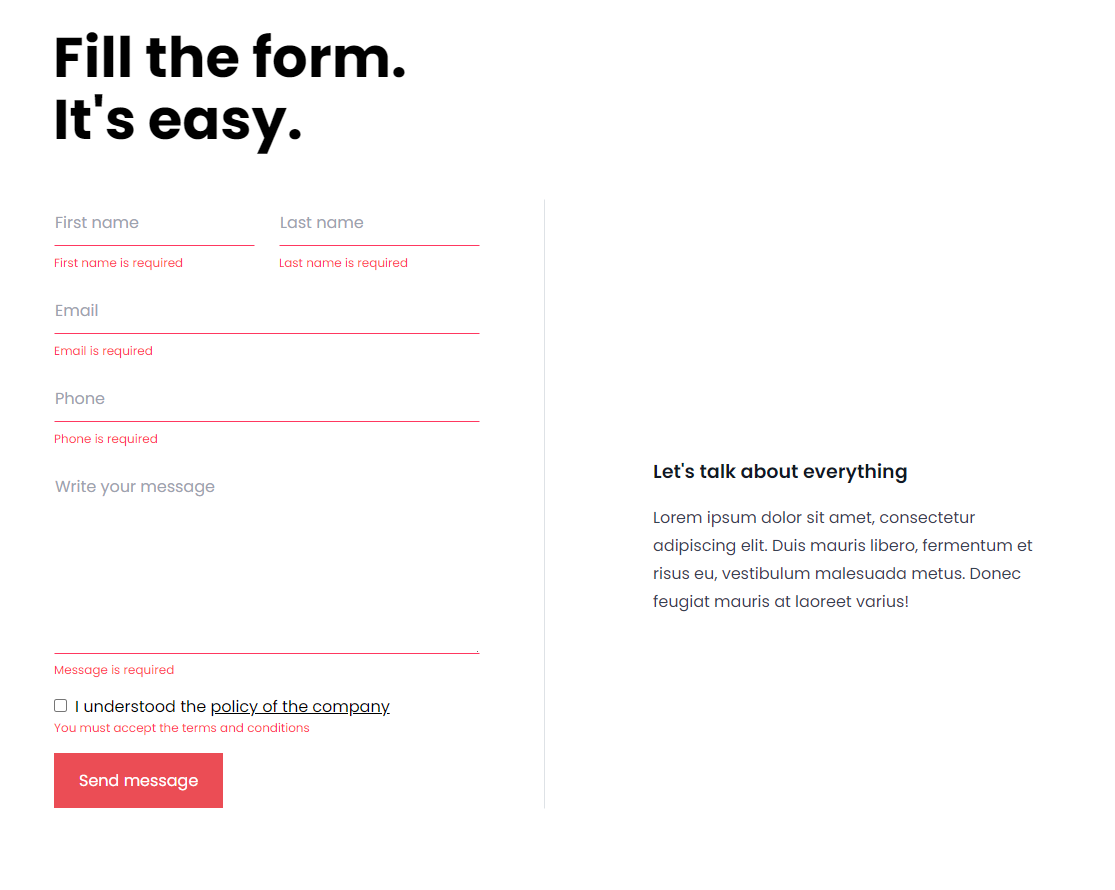 Fill the form.
It's easy.
First name
Last name
First name is required
Last name is required
Email
Email is required
Phone
Phone is required
Write your message
Message is required
I understood the policy of the company
You must accept the terms and conditions
Send message
Let's talk about everything
Lorem ipsum dolor sit amet, consectetur
adipiscing elit. Duis mauris libero, fermentum et
risus eu, vestibulum malesuada metus. Donec
feugiat mauris at laoreet varius!